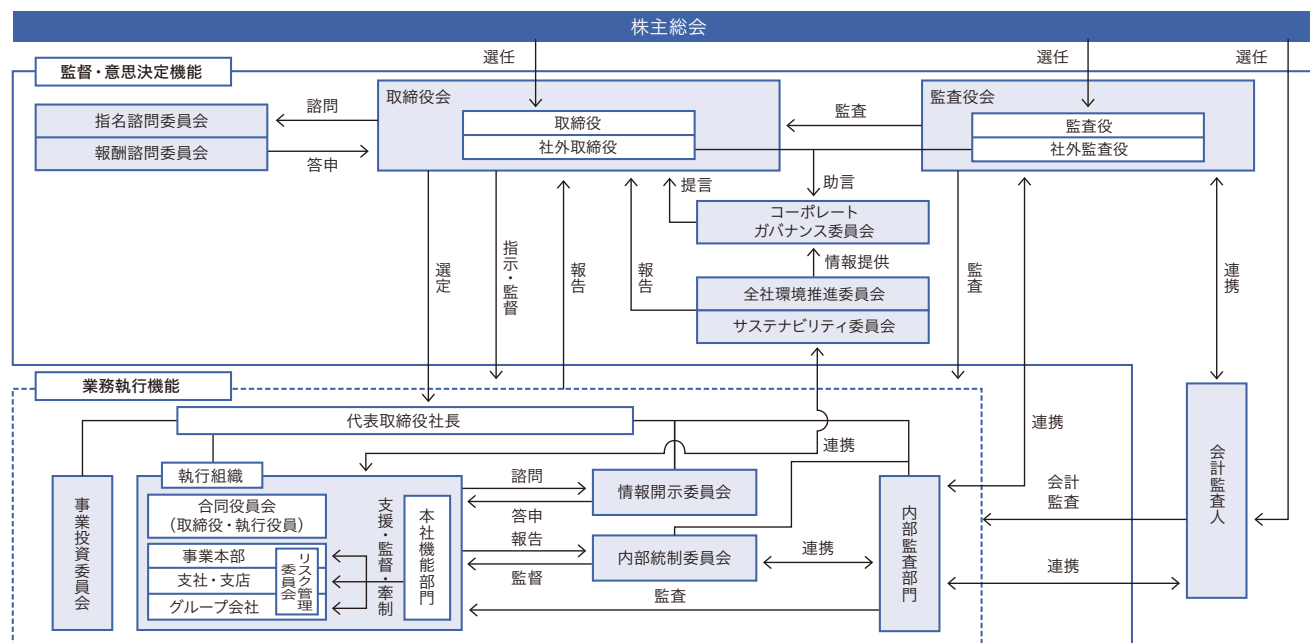 株主総会
選任
選任
選任
監督・意思決定機能
取締役会
監査役会
指名諮問委員会
報酬諮問委員会
諮問
答申
取締役
社外取締役
監査
監査役
社外監査役
提言
助言
コーポレート
ガバナンス委員会
選定
指示・監督
報告
報告
情報提供
監査
連携
全社環境推進委員会
サステナビリティ委員会
業務執行機能
代表取締役社長
連携
連携
執行組織
事業投資委員会
合同役員会
(取締役・執行役員)
事業本部
支社・支店
グループ会社
リスク管理
委員会
支援・監督・牽制
本社機能部門
諮問
答申
報告
監督
情報開示委員会
内部統制委員会
連携
監査
内部監査部門
会計
監査
連携
会計監査人